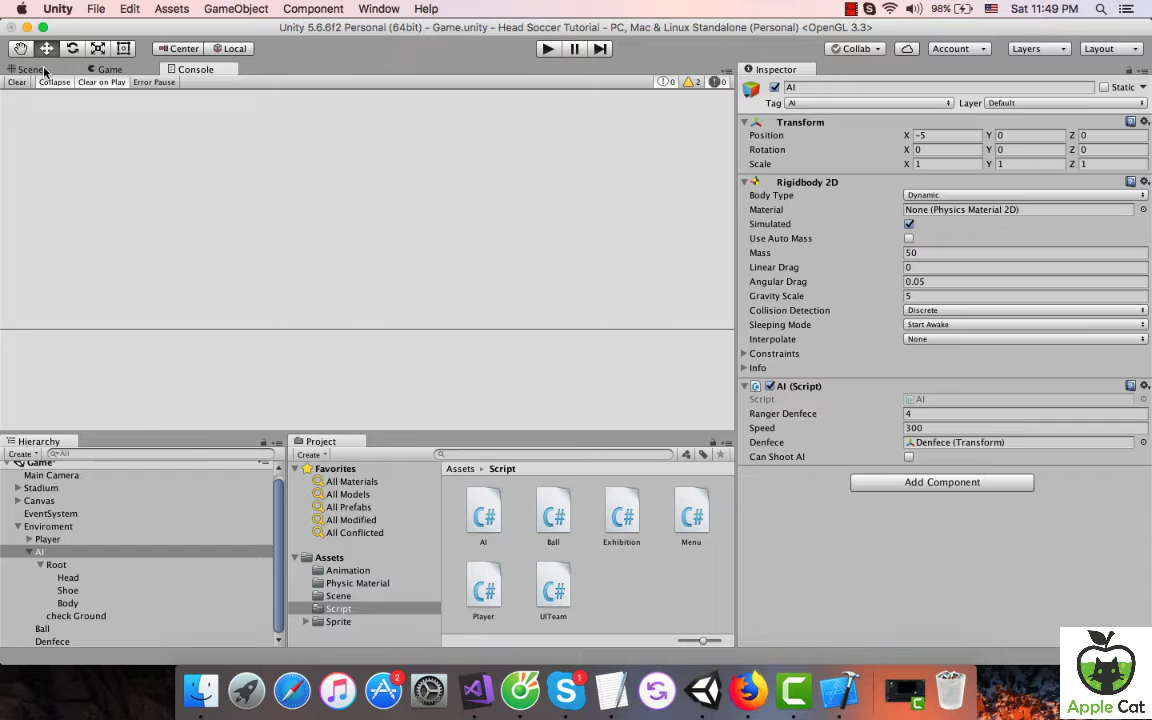 Unity File Edit Assets GameObject Component Window Help 98% Sat 11:49 PM
Unity 5.6.6f2 Personal (64bit) - Game.unity - Head Soccer Tutorial - PC, Mac & Linux Standalone (Personal) <OpenGL 3.3>
Center Local Collab Account Layers Layout
Scene Game Console
Clear Collapse Clear on Play Error Pause 0 2 0
Inspector
AI Static
Tag AI Layer Default
Transform
Position X -5 Y 0 Z 0
Rotation X 0 Y 0 Z 0
Scale X 1 Y 1 Z 1
Rigidbody 2D
Body Type Dynamic
Material None (Physics Material 2D)
Simulated
Use Auto Mass
Mass 50
Linear Drag 0
Angular Drag 0.05
Gravity Scale 5
Collision Detection Discrete
Sleeping Mode Start Awake
Interpolate None
Constraints
Info
AI (Script)
Script AI
Ranger Denfece 4
Speed 300
Denfece Denfece (Transform)
Can Shoot AI
Add Component
Hierarchy
Create All
Game
Main Camera
Stadium
Canvas
EventSystem
Enviroment
Player
AI
Root
Head
Shoe
Body
check Ground
Ball
Denfece
Project
Create
Favorites
All Materials
All Models
All Prefabs
All Modified
All Conflicted
Assets
Animation
Physic Material
Scene
Script
Sprite
Assets Script
C# C# C# C#
AI Ball Exhibition Menu
C# C#
Player UITeam
2 1
Apple Cat